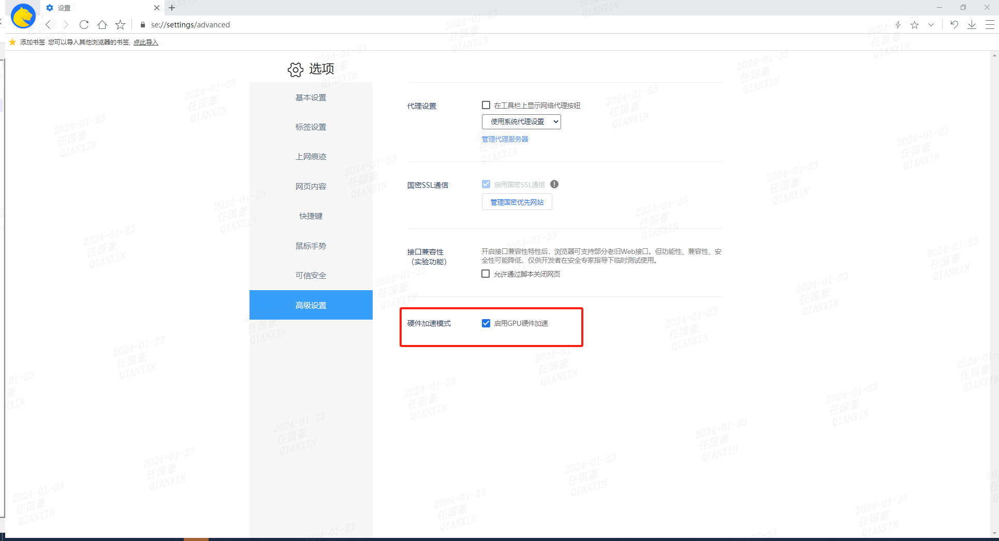 设置
se://settings/advanced
添加书签 您可以导入其他浏览器的书签, 点此导入
选项
基本设置
标签设置
上网痕迹
网页内容
快捷键
鼠标手势
可信安全
高级设置
代理设置
在工具栏上显示网络代理按钮
使用系统代理设置
管理代理服务器
国密SSL通信
启用国密SSL通信
管理国密优先网站
接口兼容性
（实验功能）
开启接口兼容性特性后，浏览器可支持部分老旧Web接口。但功能性、兼容性、安
全性可能降低，仅供开发者在安全专家指导下临时测试使用。
允许通过脚本关闭网页
硬件加速模式
启用GPU硬件加速
2024-01-23
任国豪
QIANXIN